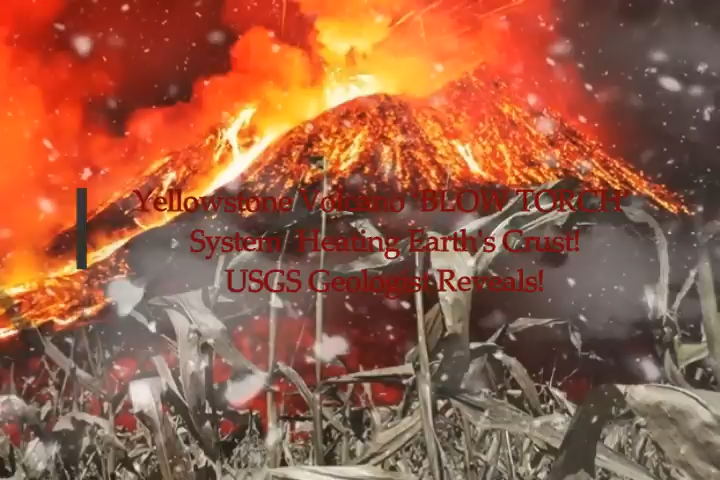 Yellowstone Volcano 'BLOW TORCH'
System' Heating Earth's Crust!
USGS Geologist Reveals!